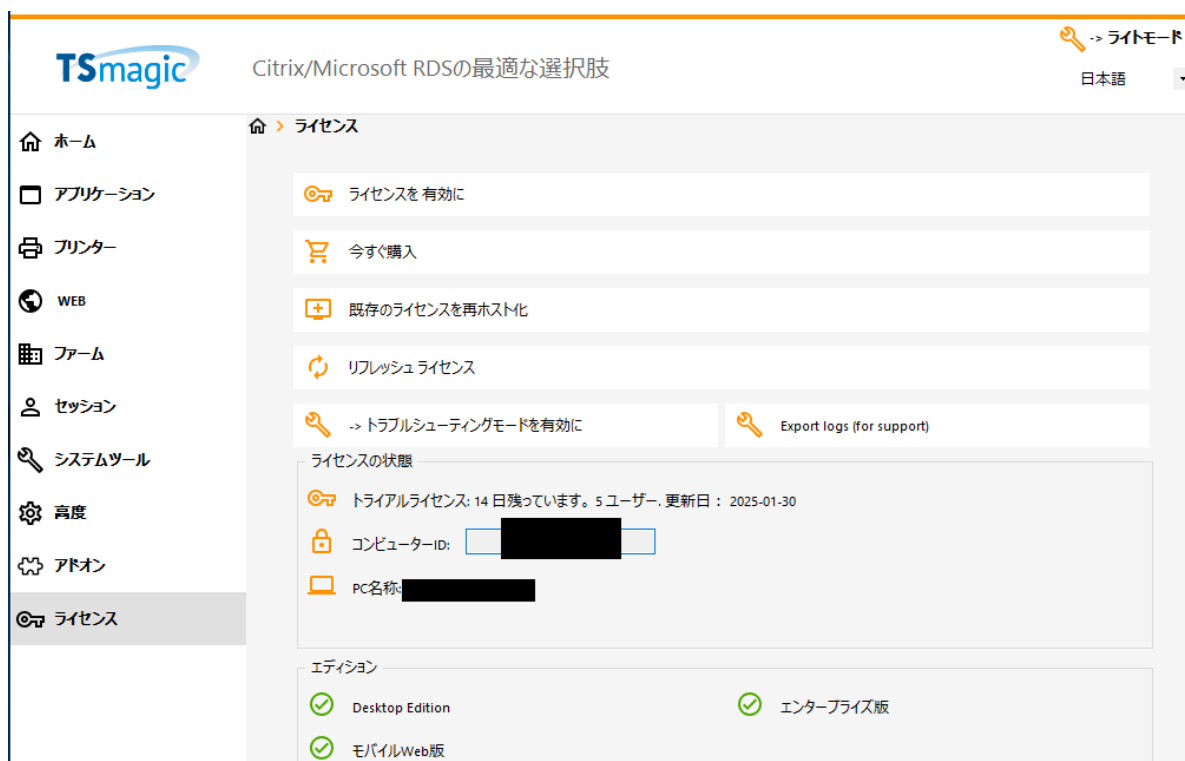 TSmagic
Citrix/Microsoft RDSの最適な選択肢
-> ライトモード
日本語
ホーム
アプリケーション
プリンター
WEB
ファーム
セッション
システムツール
高度
アドオン
ライセンス
ライセンス
ライセンスを 有効に
今すぐ購入
既存のライセンスを再ホスト化
リフレッシュ ライセンス
-> トラブルシューティングモードを有効に
Export logs (for support)
ライセンスの状態
トライアルライセンス: 14 日残っています。5 ユーザー. 更新日： 2025-01-30
コンピューターID:
PC名称:
エディション
Desktop Edition
エンタープライズ版
モバイルWeb版